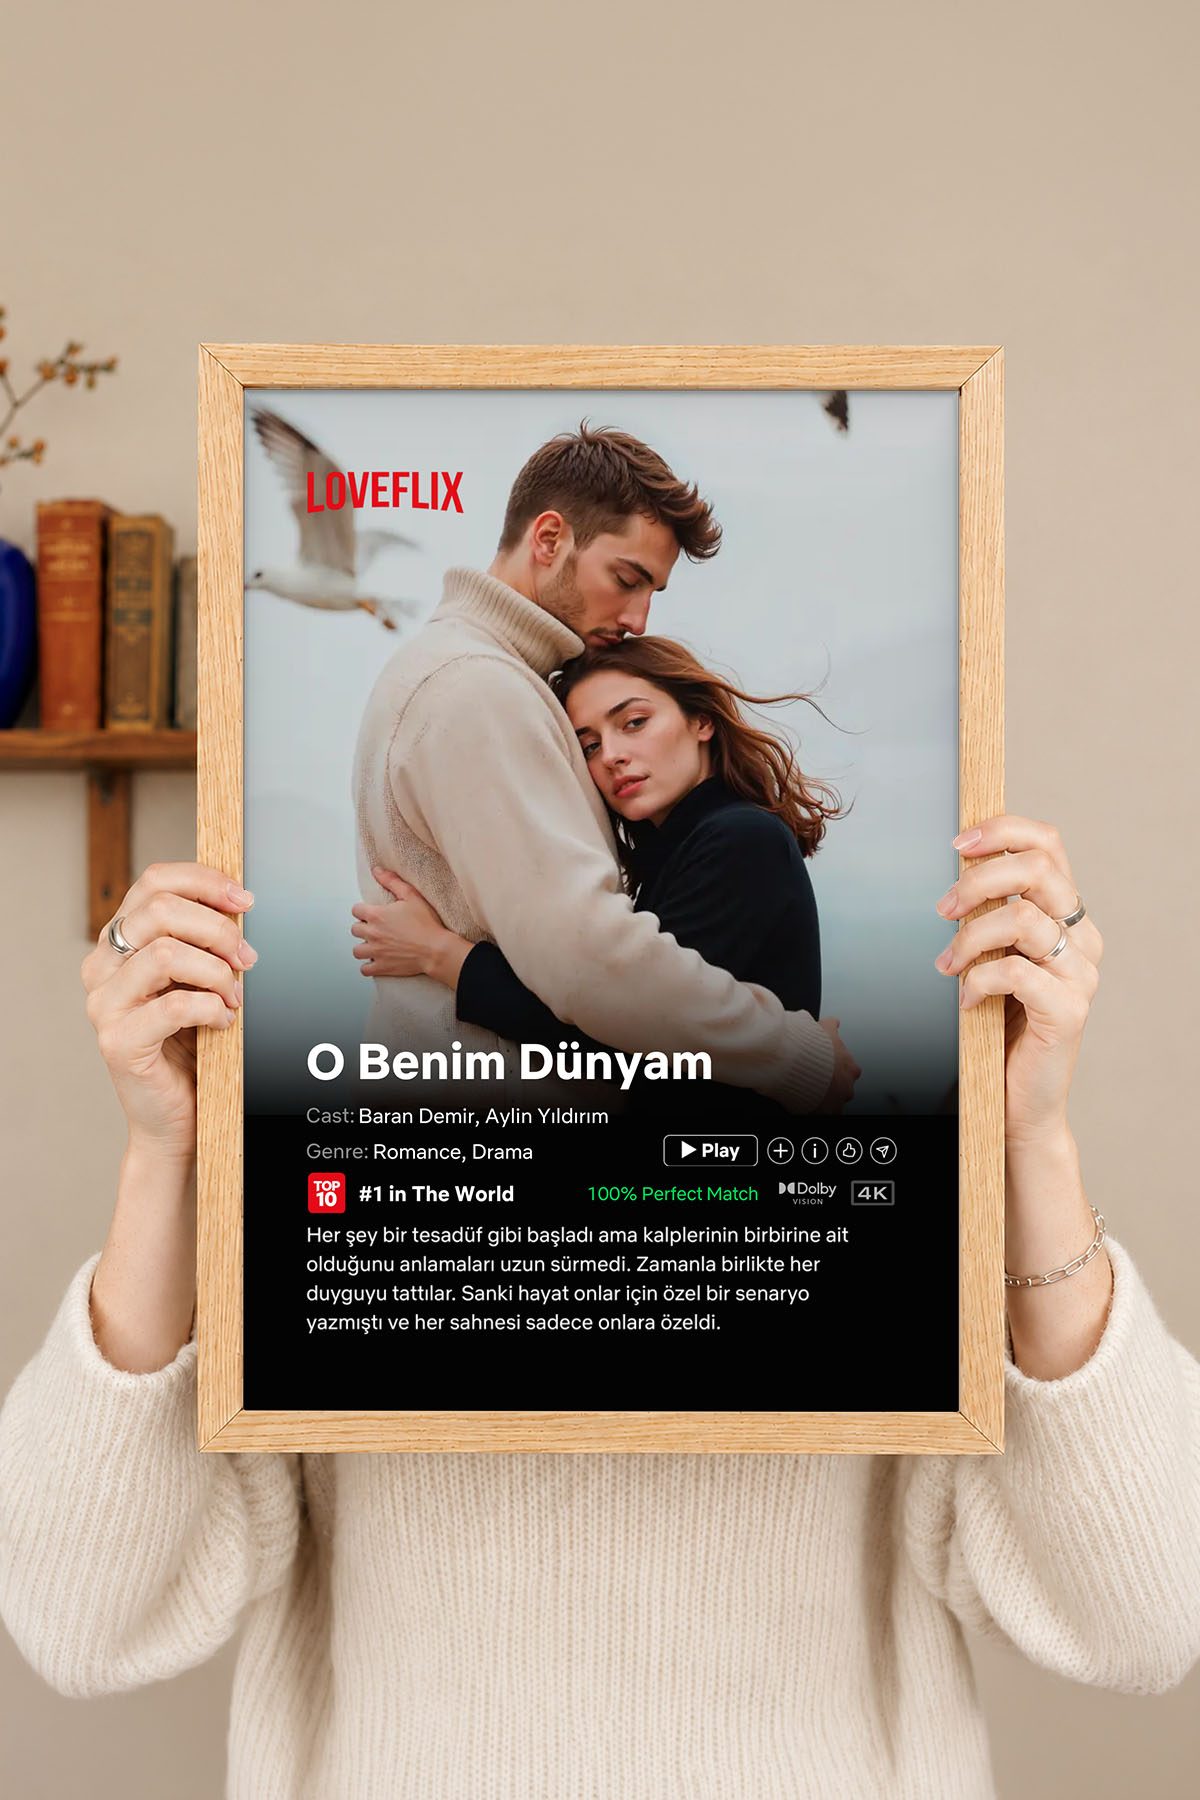 LOVEFLIX
O Benim Dünyam
Cast: Baran Demir, Aylin Yıldırım
Genre: Romance, Drama
Play
TOP 10 #1 in The World
100% Perfect Match
Dolby VISION
4K
Her şey bir tesadüf gibi başladı ama kalplerinin birbirine ait
olduğunu anlamaları uzun sürmedi. Zamanla birlikte her
duyguyu tattılar. Sanki hayat onlar için özel bir senaryo
yazmıştı ve her sahnesi sadece onlara özeldi.